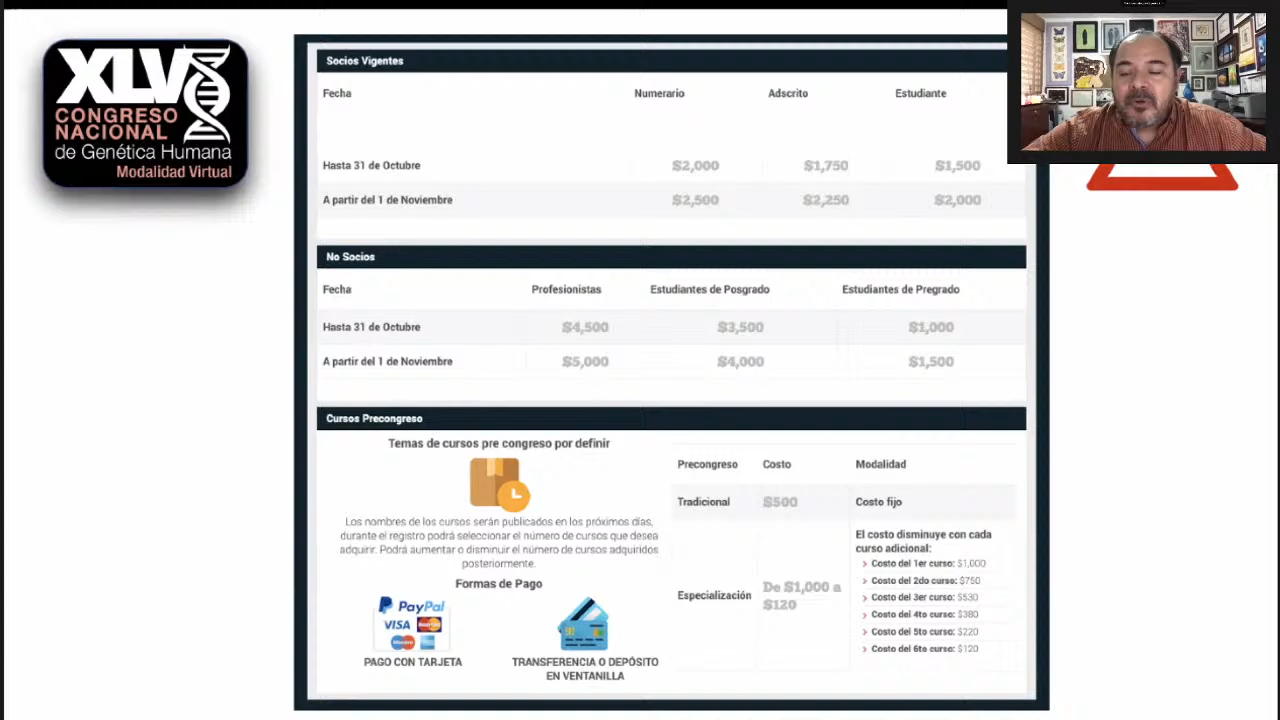 XLV
CONGRESO
NACIONAL
de Genética Humana
Modalidad Virtual
Socios Vigentes
Fecha Numerario Adscrito Estudiante
Hasta 31 de Octubre $2,000 $1,750 $1,500
A partir del 1 de Noviembre $2,500 $2,250 $2,000
No Socios
Fecha Profesionistas Estudiantes de Posgrado Estudiantes de Pregrado
Hasta 31 de Octubre $4,500 $3,500 $1,000
A partir del 1 de Noviembre $5,000 $4,000 $1,500
Cursos Precongreso
Temas de cursos pre congreso por definir
Los nombres de los cursos serán publicados en los próximos días,
durante el registro podrá seleccionar el número de cursos que desea
adquirir. Podrá aumentar o disminuir el número de cursos adquiridos
posteriormente.
Formas de Pago
PayPal
VISA
PAGO CON TARJETA
TRANSFERENCIA O DEPÓSITO
EN VENTANILLA
Precongreso Costo Modalidad
Tradicional $500 Costo fijo
Especialización
De $1,000 a
$120
El costo disminuye con cada
curso adicional:
Costo del 1er curso: $1,000
Costo del 2do curso: $750
Costo del 3er curso: $530
Costo del 4to curso: $380
Costo del 5to curso: $220
Costo del 6to curso: $120